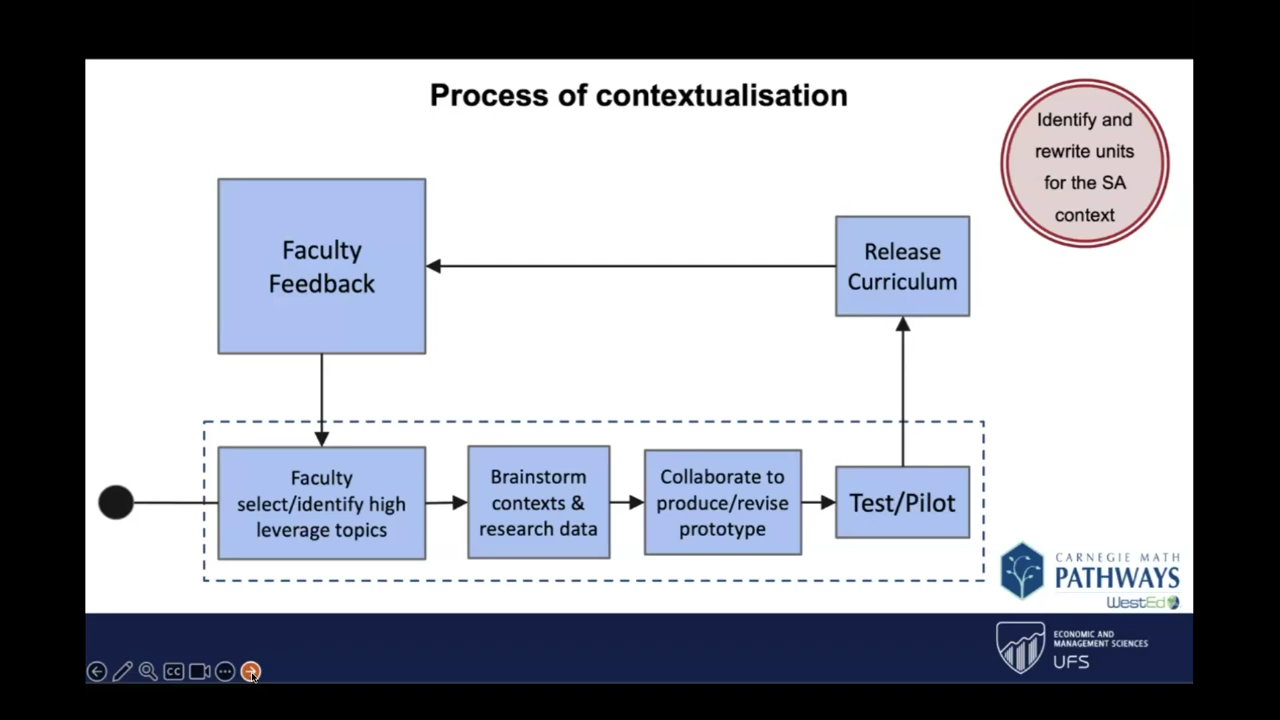 Process of contextualisation
Identify and
rewrite units
for the SA
context
Faculty
Feedback
Release
Curriculum
Faculty
select/identify high
leverage topics
Brainstorm
contexts &
research data
Collaborate to
produce/revise
prototype
Test/Pilot
CARNEGIE MATH
PATHWAYS
WestEd
ECONOMIC AND
MANAGEMENT SCIENCES
UFS
CC